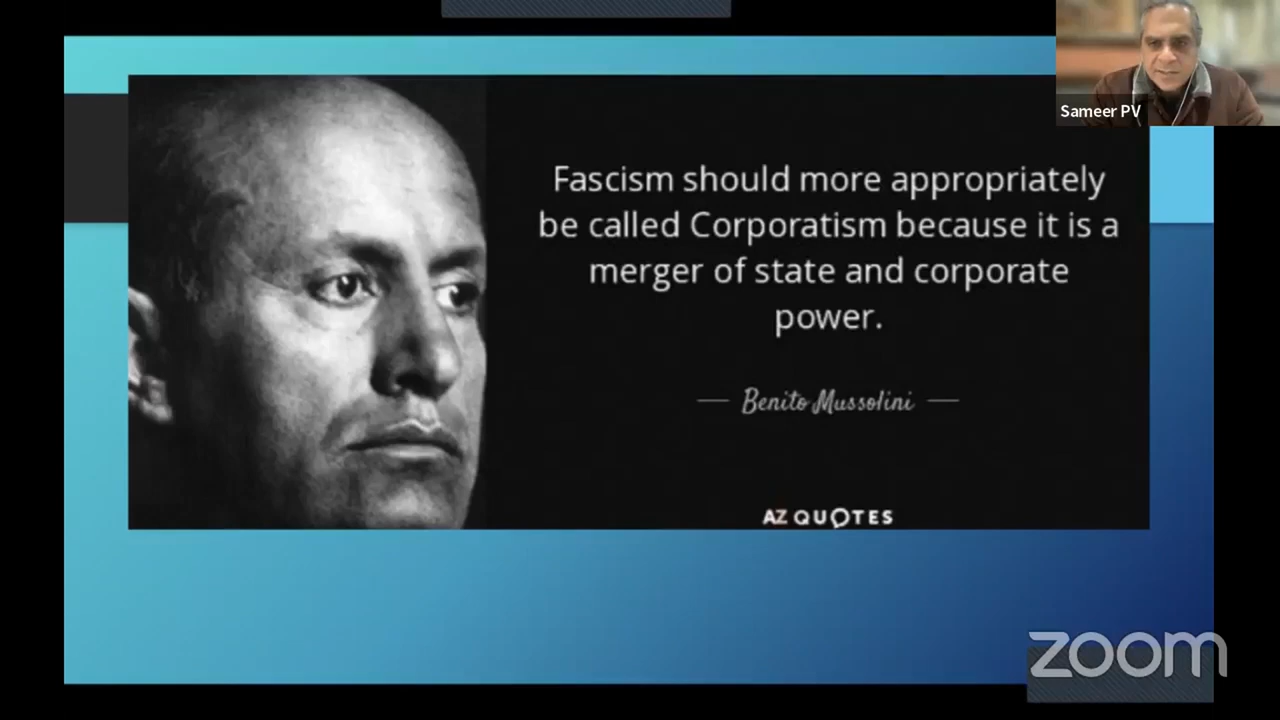 Sameer PV
Fascism should more appropriately
be called Corporatism because it is a
merger of state and corporate
power.
Benito Mussolini
AZ QUOTES
zoom